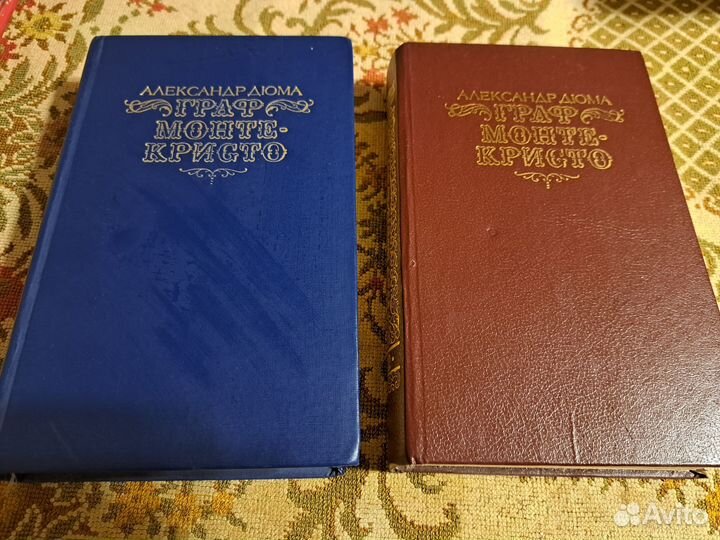 АЛЕКСАНДР ДЮМА
ГРАФ
МОНТЕ-
КРИСТО
АЛЕКСАНДР ДЮМА
ГРАФ
МОНТЕ-
КРИСТО
Avito